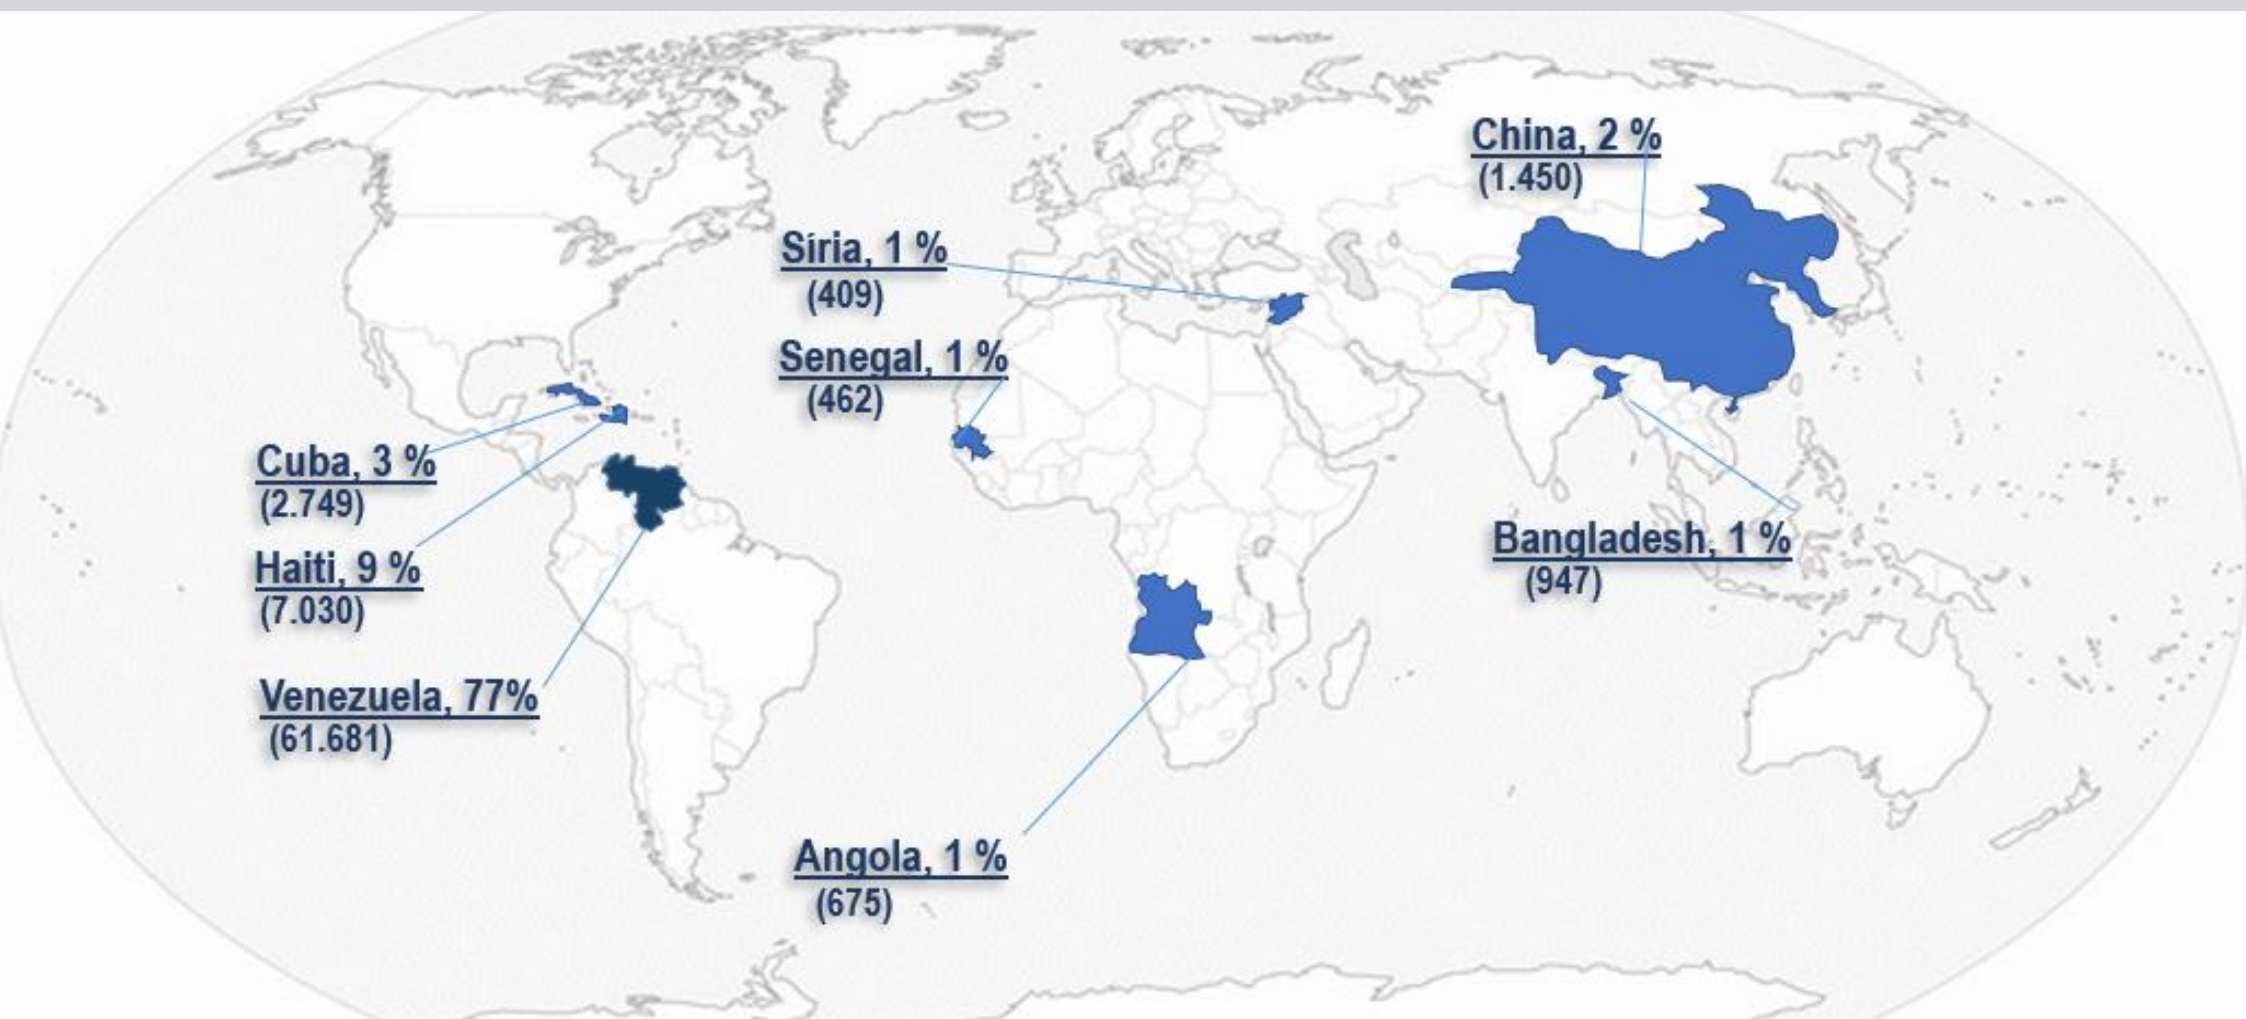 China, 2 %
(1.450)
Síria, 1 %
(409)
Senegal, 1 %
(462)
Cuba, 3 %
(2.749)
Haiti, 9 %
(7.030)
Bangladesh, 1 %
(947)
Venezuela, 77%
(61.681)
Angola, 1 %
(675)